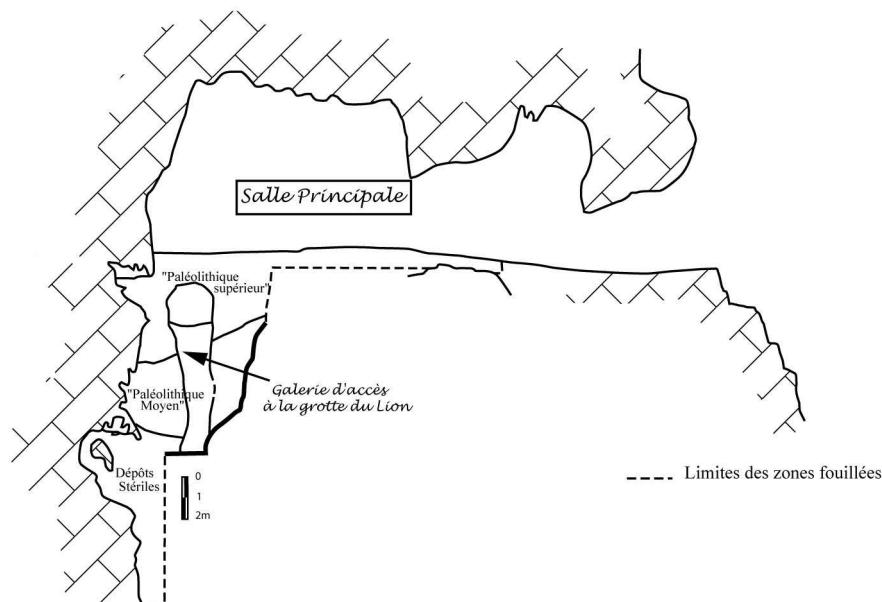 Salle Principale
"Paléolithique
supérieur"
Galerie d'accès
à la grotte du Lion
"Paléolithique
Moyen"
Dépôts
Stériles
0
1
2m
Limites des zones fouillées